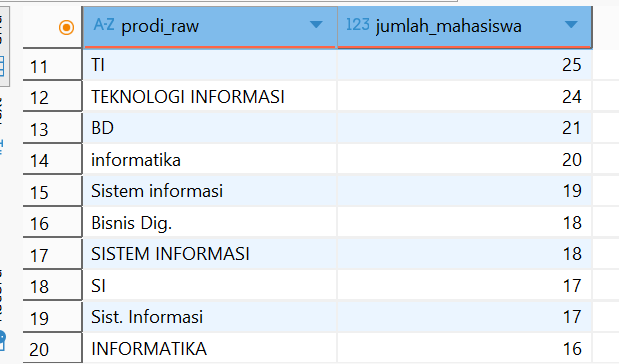 A-Z prodi_raw 123 jumlah_mahasiswa
11 TI 25
12 TEKNOLOGI INFORMASI 24
13 BD 21
14 informatika 20
15 Sistem informasi 19
16 Bisnis Dig. 18
17 SISTEM INFORMASI 18
18 SI 17
19 Sist. Informasi 17
20 INFORMATIKA 16